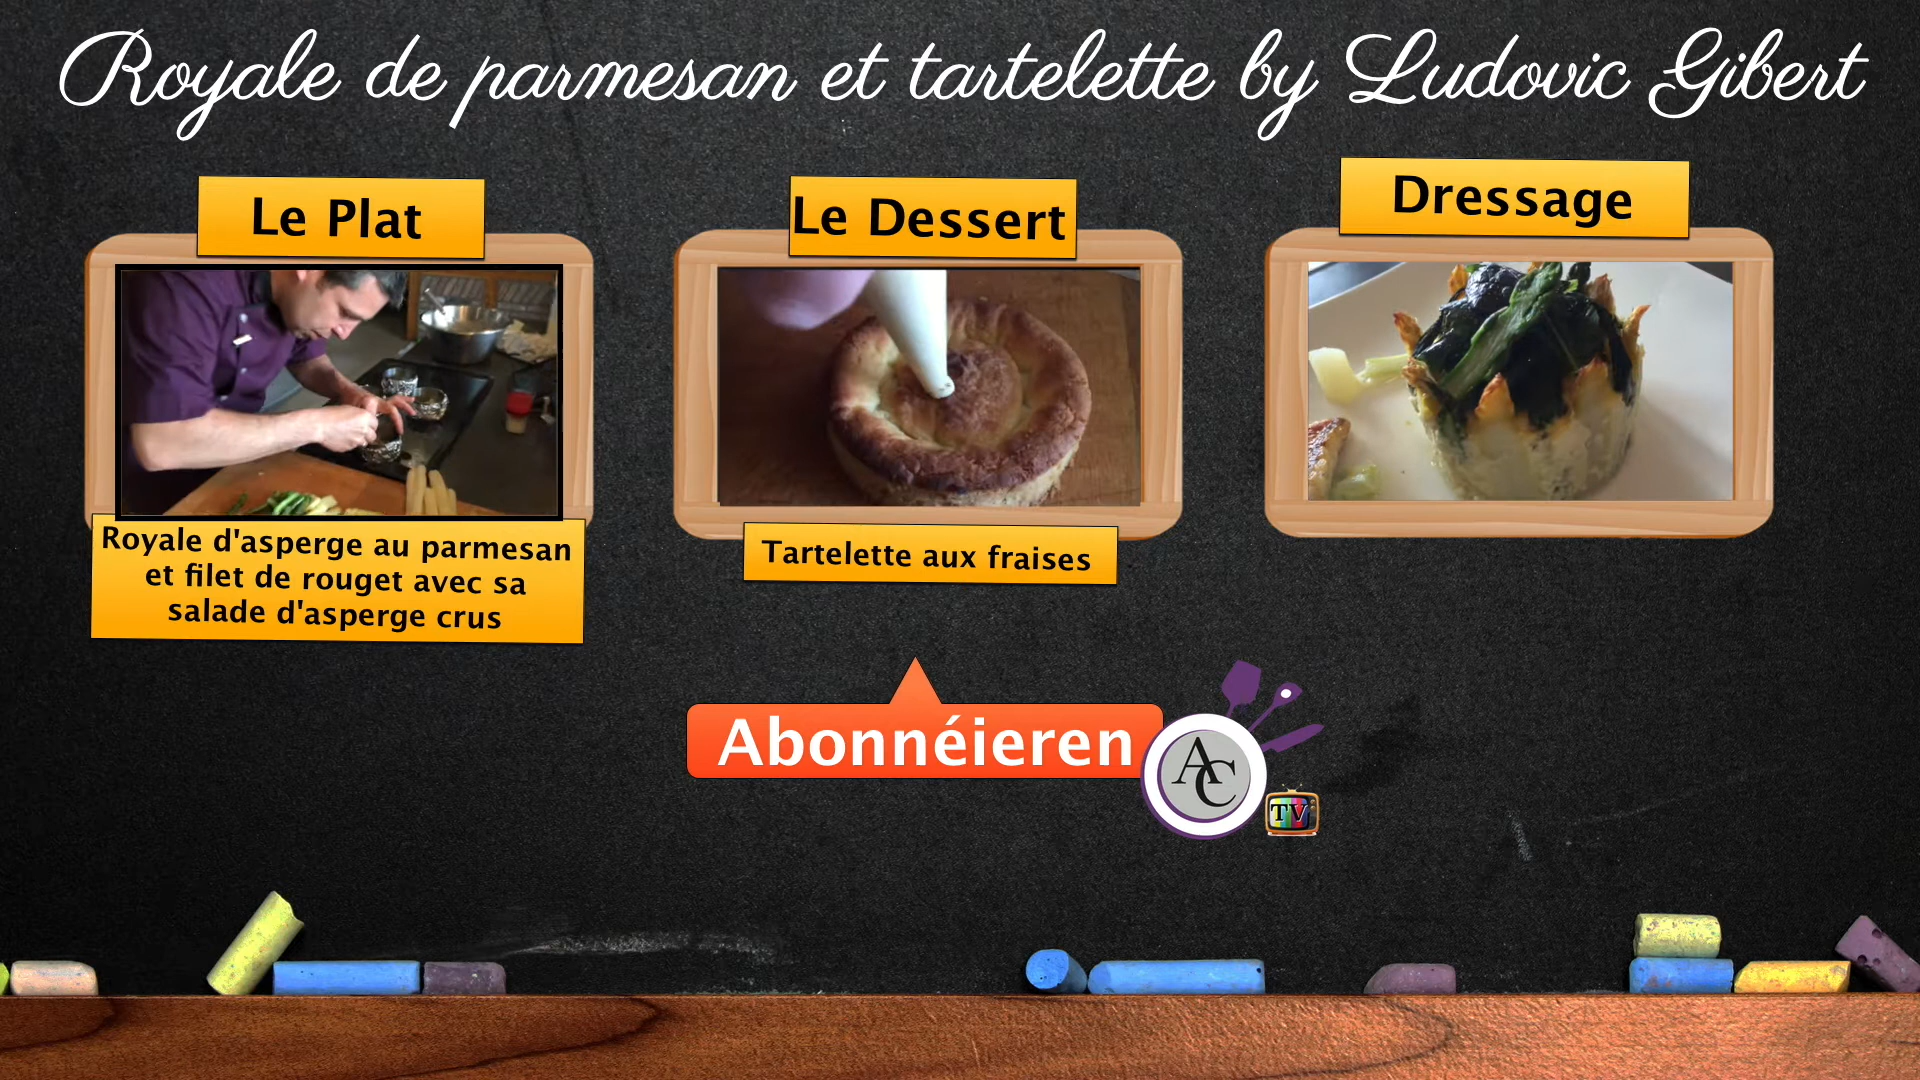 Royale de parmesan et tartelette by Ludovic Gibert
Le Plat
Le Dessert
Dressage
Royale d'asperge au parmesan
et filet de rouget avec sa
salade d'asperge crus
Tartelette aux fraises
Abonnéieren
AC
TV